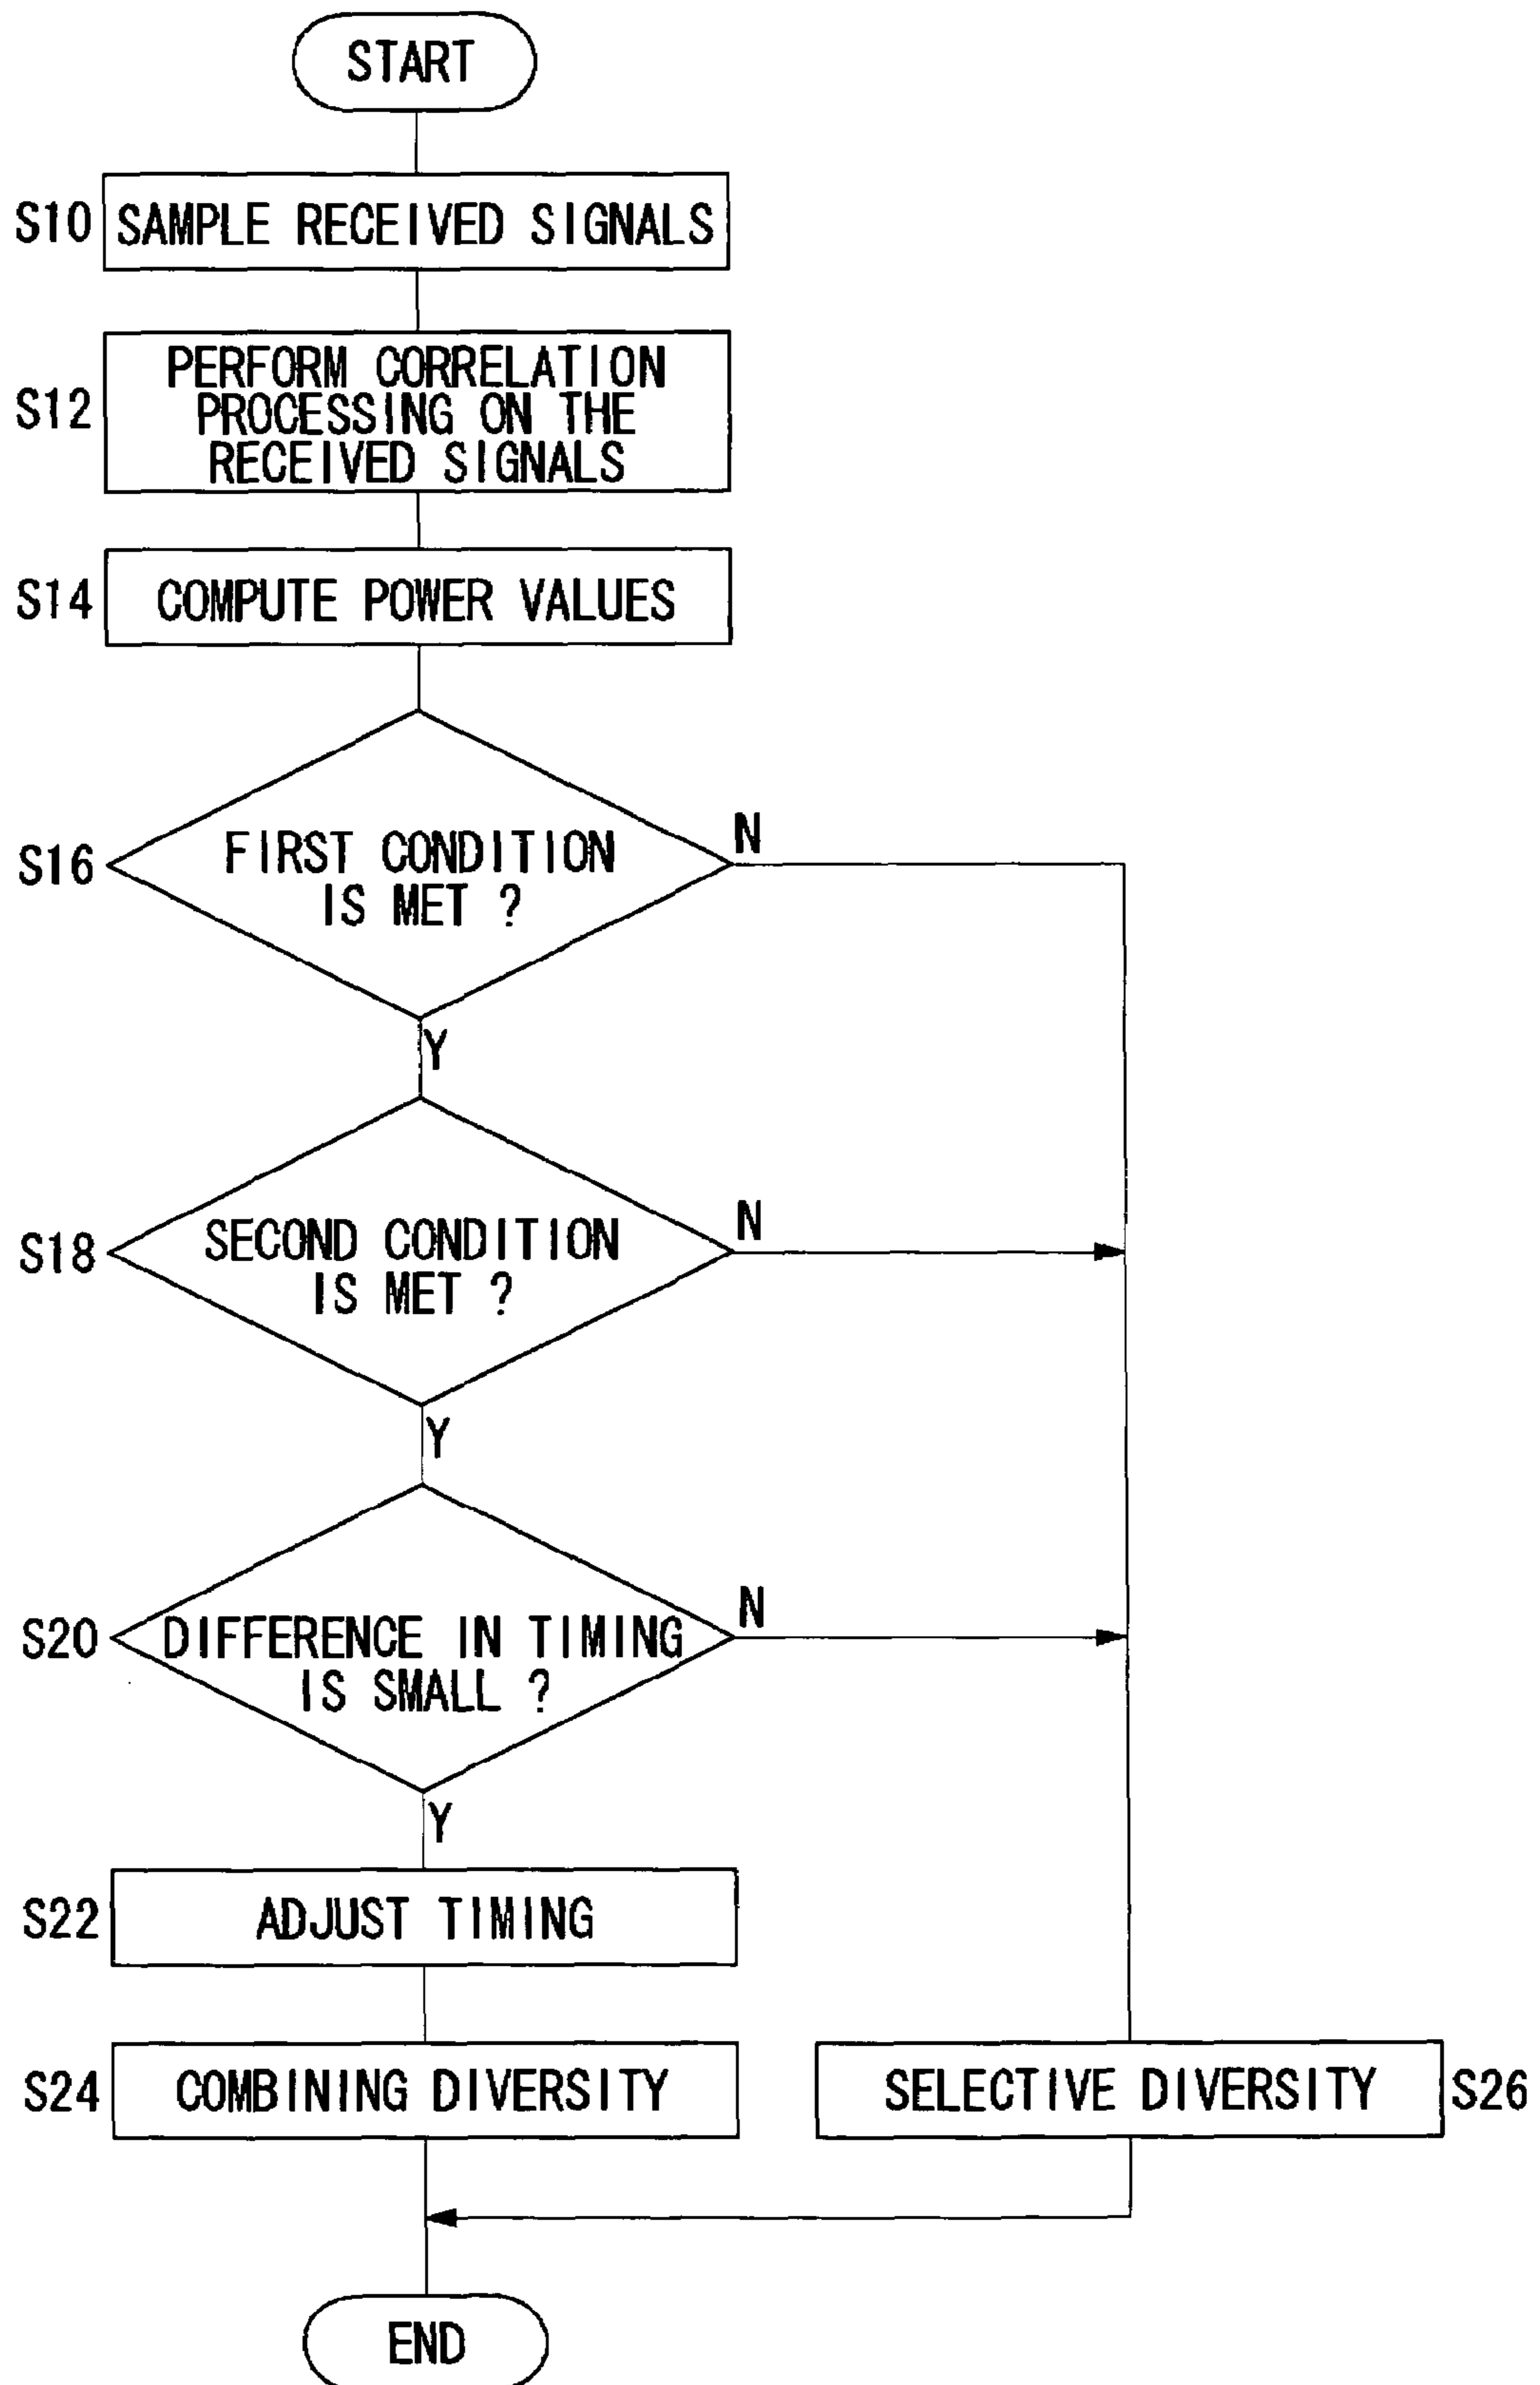 START
S10 SAMPLE RECEIVED SIGNALS
S12 PERFORM CORRELATION
PROCESSING ON THE
RECEIVED SIGNALS
S14 COMPUTE POWER VALUES
S16 FIRST CONDITION
IS MET ?
N
Y
S18 SECOND CONDITION
IS MET ?
N
Y
S20 DIFFERENCE IN TIMING
IS SMALL ?
N
Y
S22 ADJUST TIMING
S24 COMBINING DIVERSITY
SELECTIVE DIVERSITY S26
END